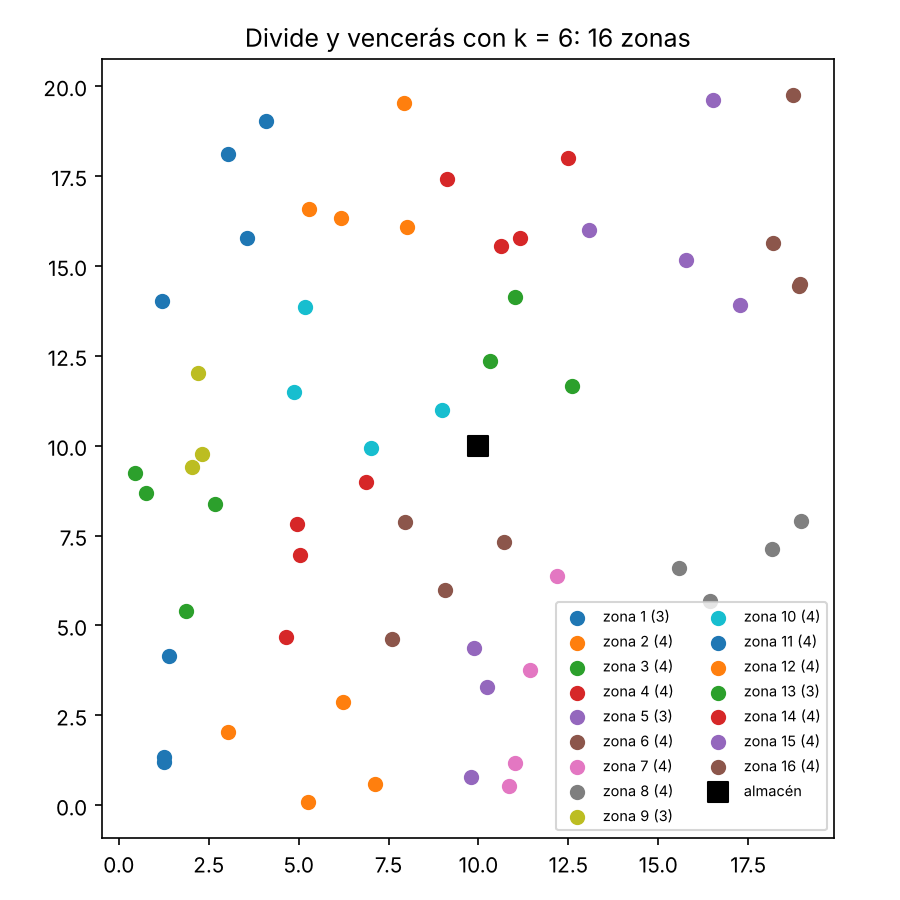 Divide y vencerás con k = 6: 16 zonas
20.0
17.5
15.0
12.5
10.0
7.5
5.0
2.5
0.0
0.0 2.5 5.0 7.5 10.0 12.5 15.0 17.5
zona 1 (3)
zona 2 (4)
zona 3 (4)
zona 4 (4)
zona 5 (3)
zona 6 (4)
zona 7 (4)
zona 8 (4)
zona 9 (3)
zona 10 (4)
zona 11 (4)
zona 12 (4)
zona 13 (3)
zona 14 (4)
zona 15 (4)
zona 16 (4)
almacén